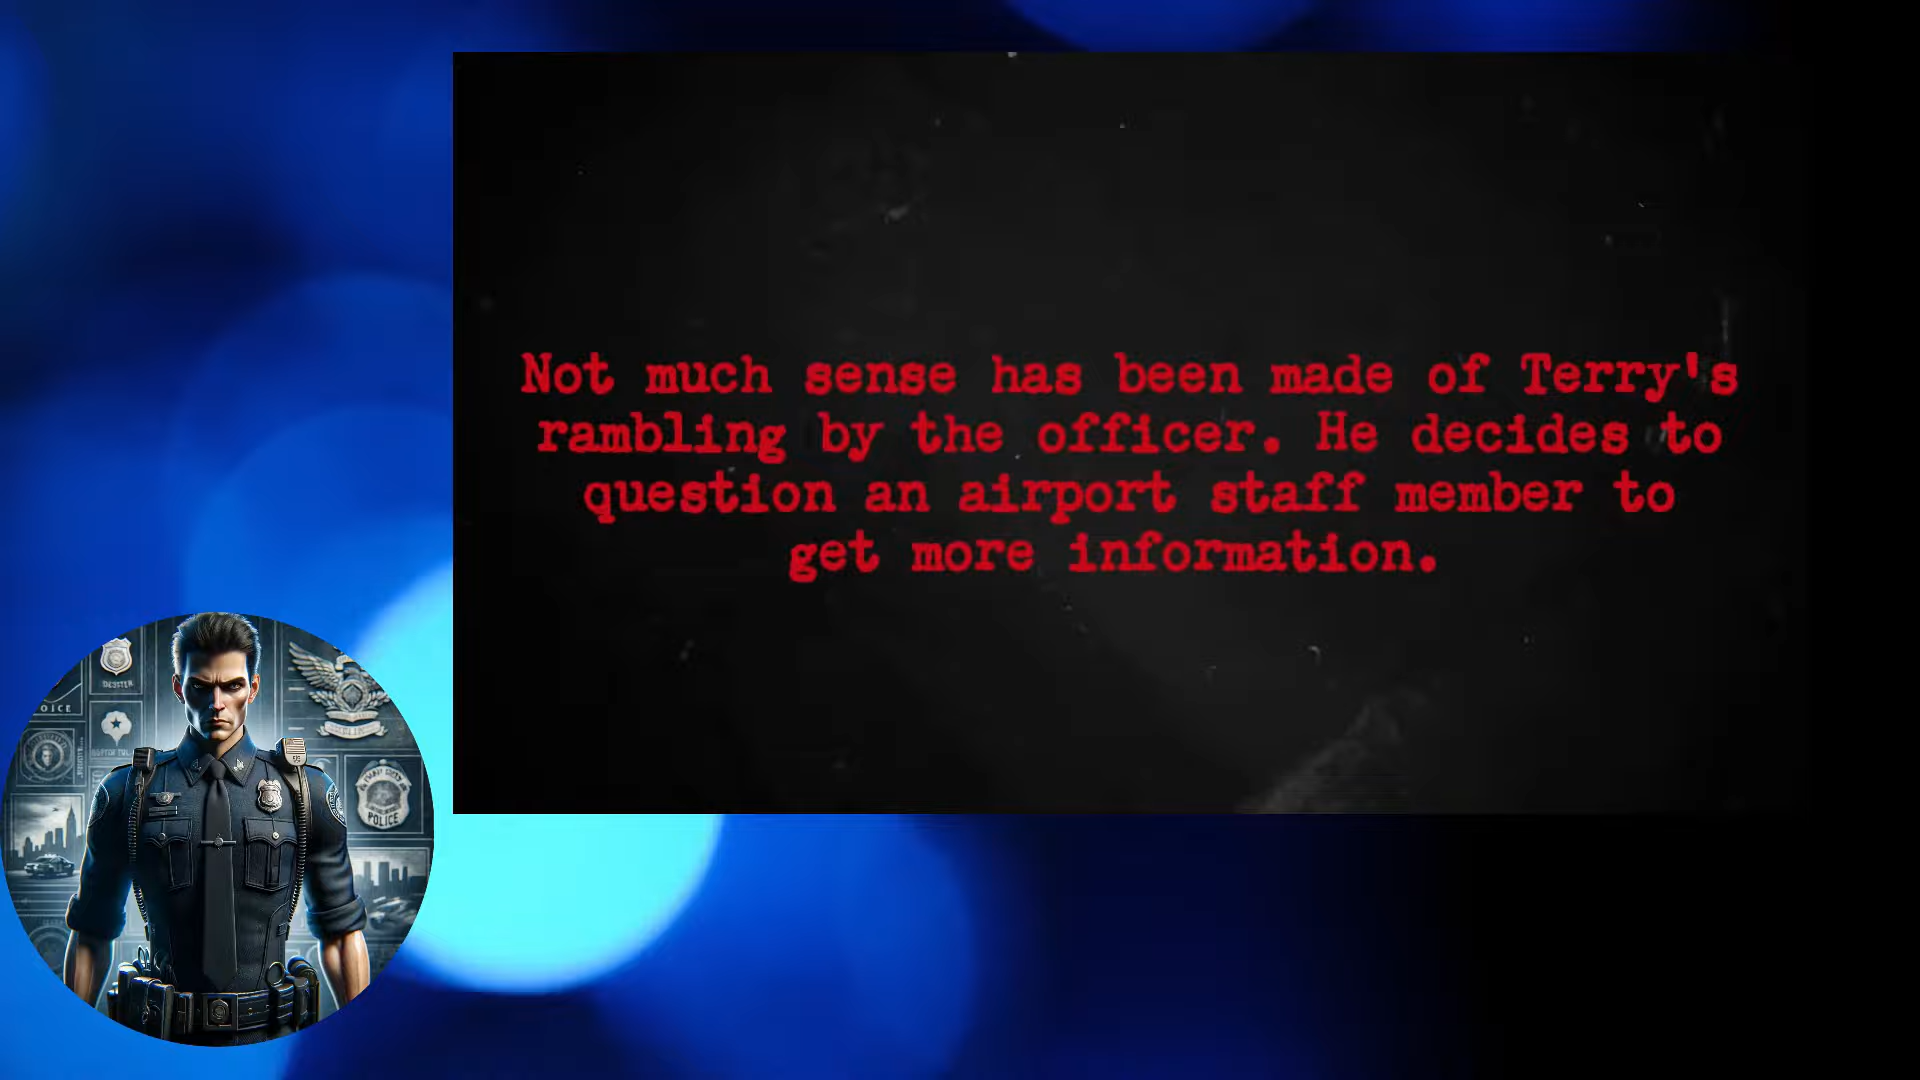 Not much sense has been made of Terry's
rambling by the officer. He decides to
question an airport staff member to
get more information.
POLICE